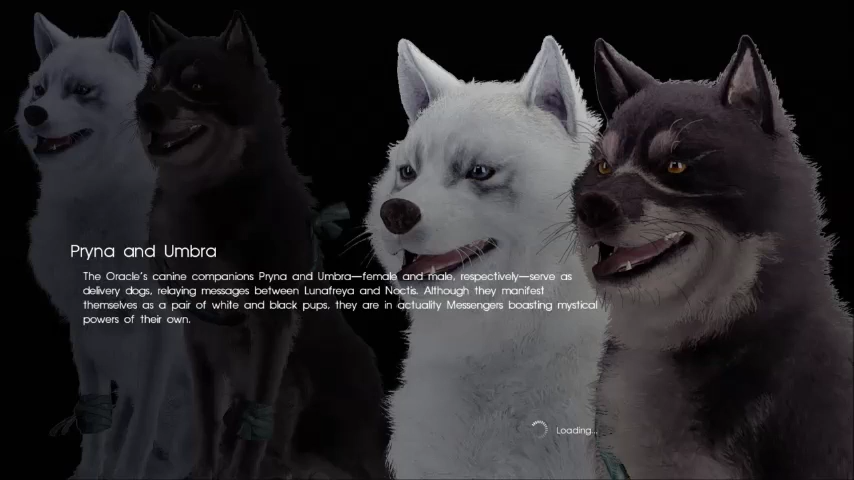 Pryna and Umbra
The Oracle's canine companions Pryna and Umbra—female and male, respectively—serve as
delivery dogs, relaying messages between Lunafreya and Noctis. Although they manifest
themselves as a pair of white and black pups, they are in actuality Messengers boasting mystical
powers of their own.
Loading...